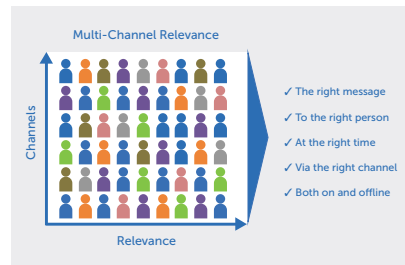 Multi-Channel Relevance
Channels
Relevance
✓ The right message
✓ To the right person
✓ At the right time
✓ Via the right channel
✓ Both on and offline